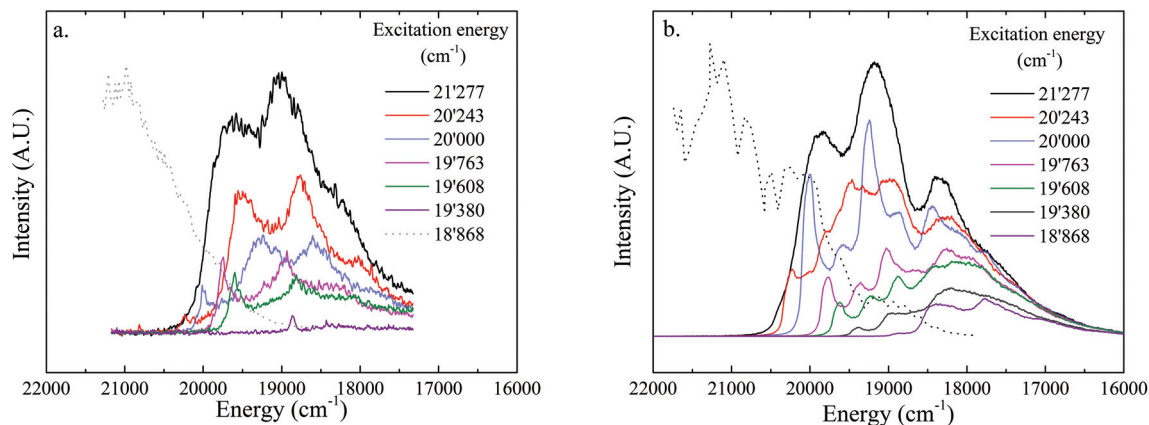 a.
Excitation energy
(cm⁻¹)
21'277
20'243
20'000
19'763
19'608
19'380
18'868
Intensity (A.U.)
22000 21000 20000 19000 18000 17000 16000
Energy (cm⁻¹)
b.
Excitation energy
(cm⁻¹)
21'277
20'243
20'000
19'763
19'608
19'380
18'868
Intensity (A.U.)
22000 21000 20000 19000 18000 17000 16000
Energy (cm⁻¹)